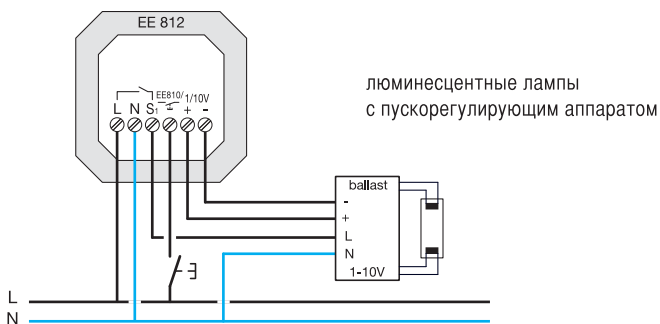 EE 812
люминесцентные лампы
с пускорегулирующим аппаратом
L N S1 EE810/ 1/10V
+ -
ballast
-
+
L
N
1-10V
L
N